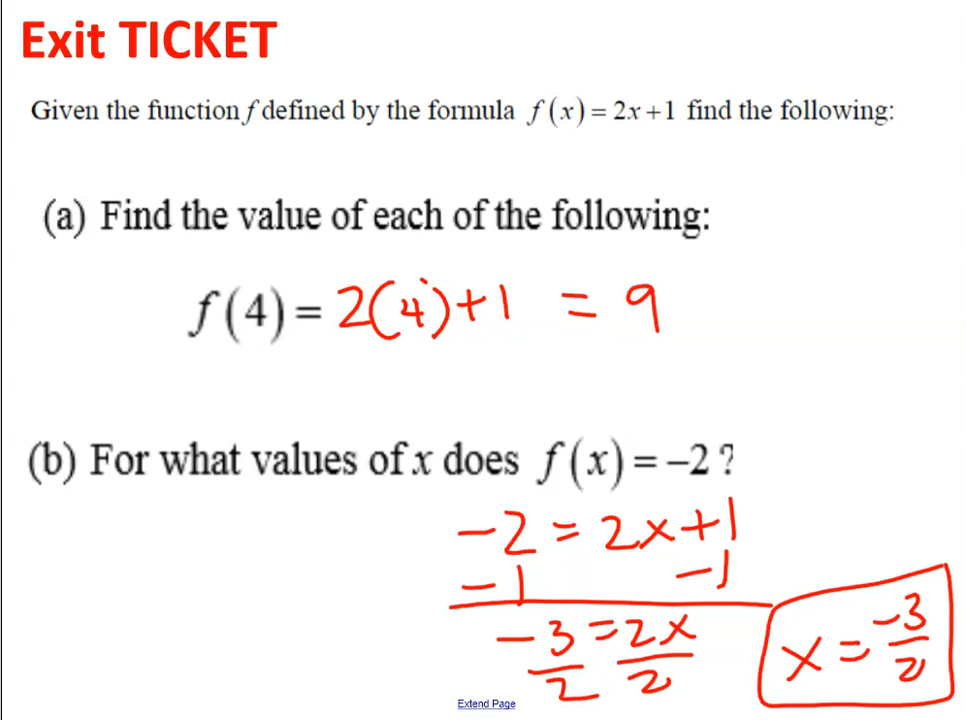 Exit TICKET
Given the function f defined by the formula f(x) = 2x + 1 find the following:
(a) Find the value of each of the following:
f(4) = 2(4) + 1 = 9
(b) For what values of x does f(x) = –2 ?
-2 = 2x + 1
-1 -1
-3/2 = 2x/2
x = -3/2
Extend Page